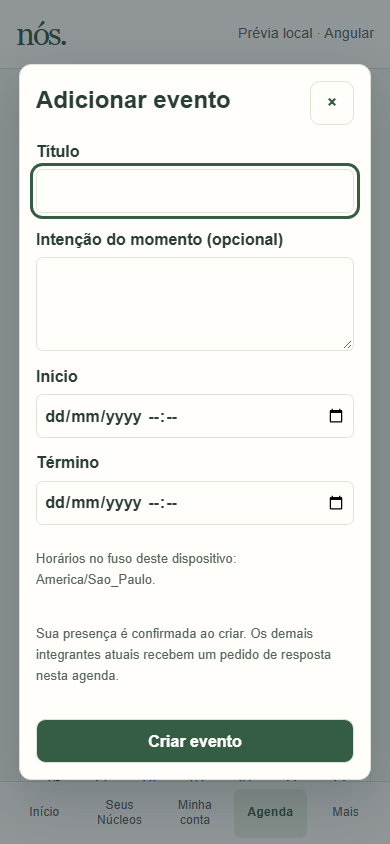 nós.
Prévia local · Angular
Adicionar evento
×
Título
Intenção do momento (opcional)
Início
dd/mm/yyyy --:--
Término
dd/mm/yyyy --:--
Horários no fuso deste dispositivo:
America/Sao_Paulo.
Sua presença é confirmada ao criar. Os demais
integrantes atuais recebem um pedido de resposta
nesta agenda.
Criar evento
Início
Seus
Núcleos
Minha
conta
Agenda
Mais